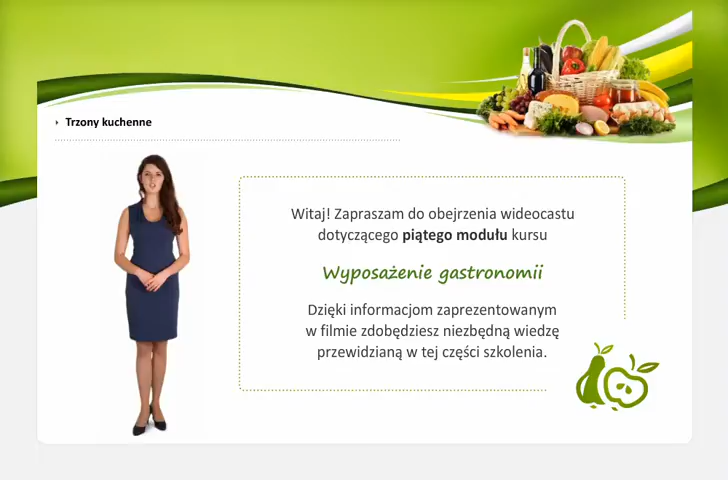 Trzony kuchenne
Witaj! Zapraszam do obejrzenia wideocastu
dotyczącego piątego modułu kursu
Wyposażenie gastronomii
Dzięki informacjom zaprezentowanym
w filmie zdobędziesz niezbędną wiedzę
przewidzianą w tej części szkolenia.